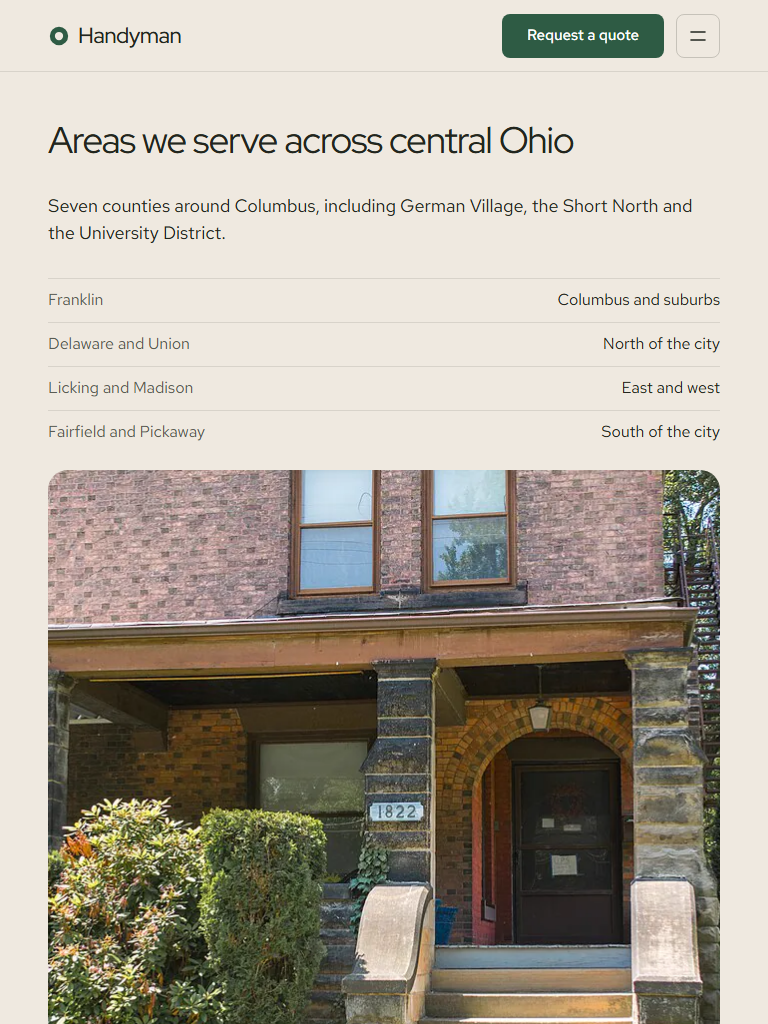 Handyman
Request a quote
Areas we serve across central Ohio
Seven counties around Columbus, including German Village, the Short North and
the University District.
Franklin
Columbus and suburbs
Delaware and Union
North of the city
Licking and Madison
East and west
Fairfield and Pickaway
South of the city
1822